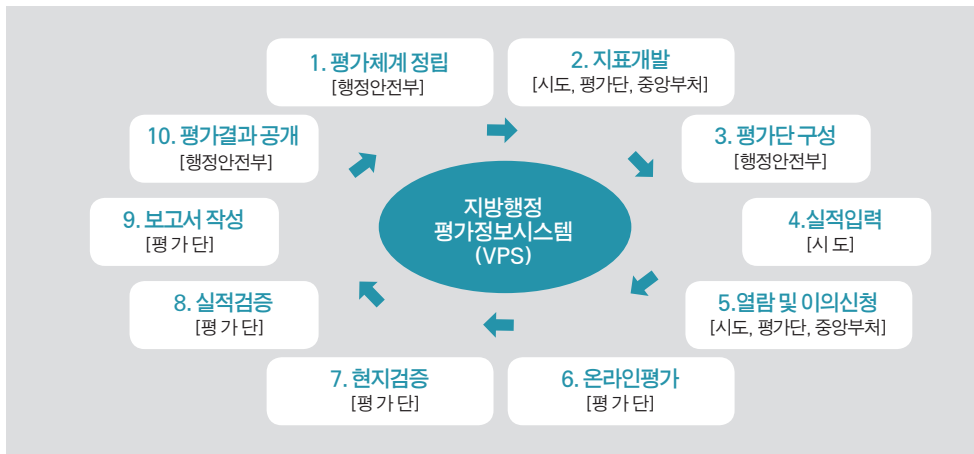 1. 평가체계 정립
[행정안전부]
2. 지표개발
[시도, 평가단, 중앙부처]
3. 평가단 구성
[행정안전부]
4.실적입력
[시 도]
5.열람 및 이의신청
[시도, 평가단, 중앙부처]
6. 온라인평가
[평 가 단]
7. 현지검증
[평 가 단]
8. 실적검증
[평 가 단]
9. 보고서 작성
[평 가 단]
10. 평가결과 공개
[행정안전부]
지방행정
평가정보시스템
(VPS)